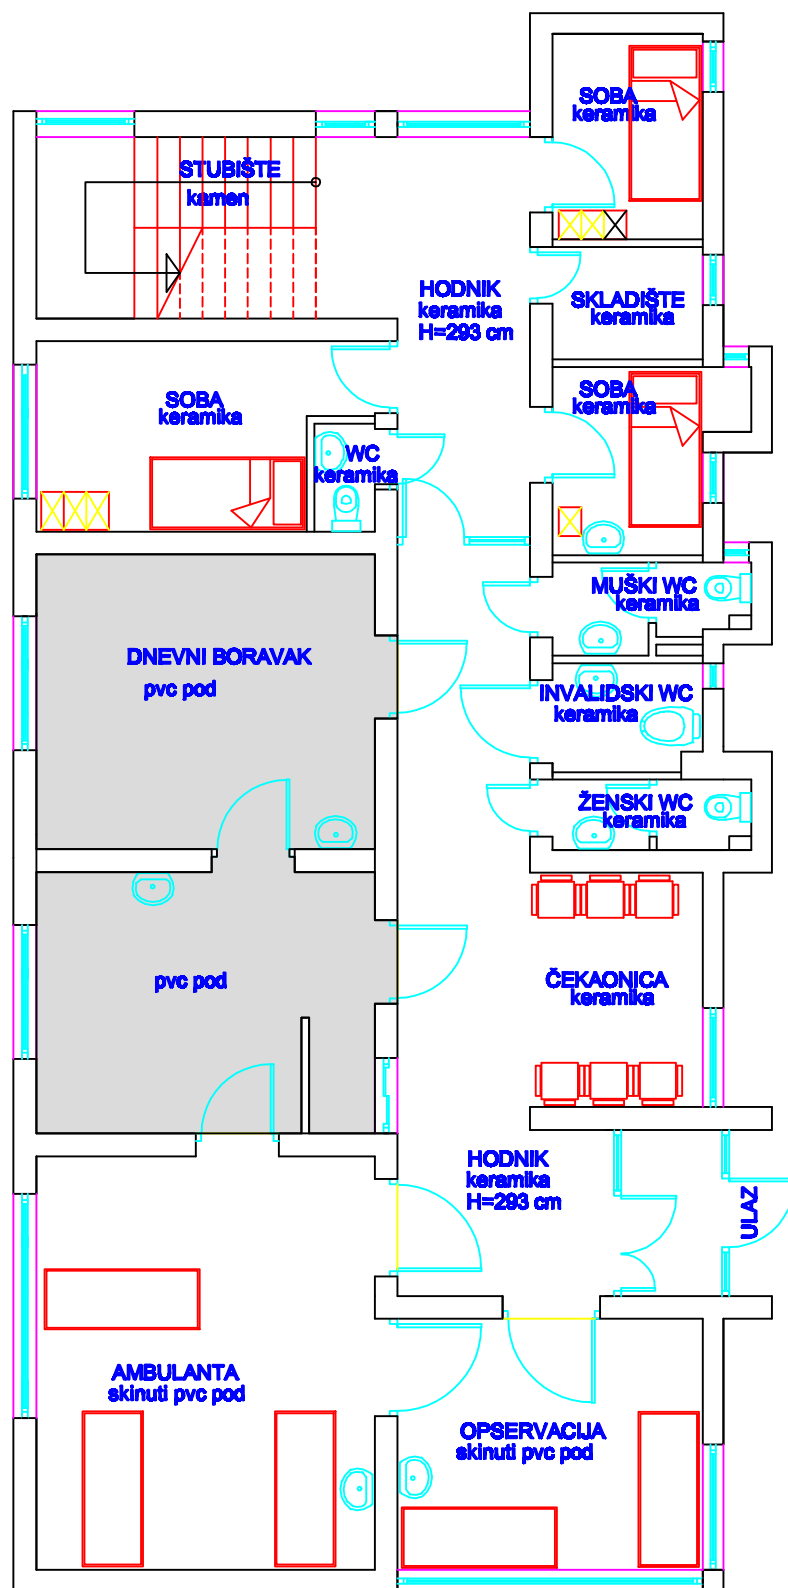 SOBA
keramika
STUBIŠTE
kamen
HODNIK
keramika
H=293 cm
SKLADIŠTE
keramika
SOBA
keramika
SOBA
keramika
WC
keramika
MUŠKI WC
keramika
DNEVNI BORAVAK
pvc pod
INVALIDSKI WC
keramika
ŽENSKI WC
keramika
pvc pod
ČEKAONICA
keramika
HODNIK
keramika
H=293 cm
ULAZ
AMBULANTA
skinuti pvc pod
OPSERVACIJA
skinuti pvc pod